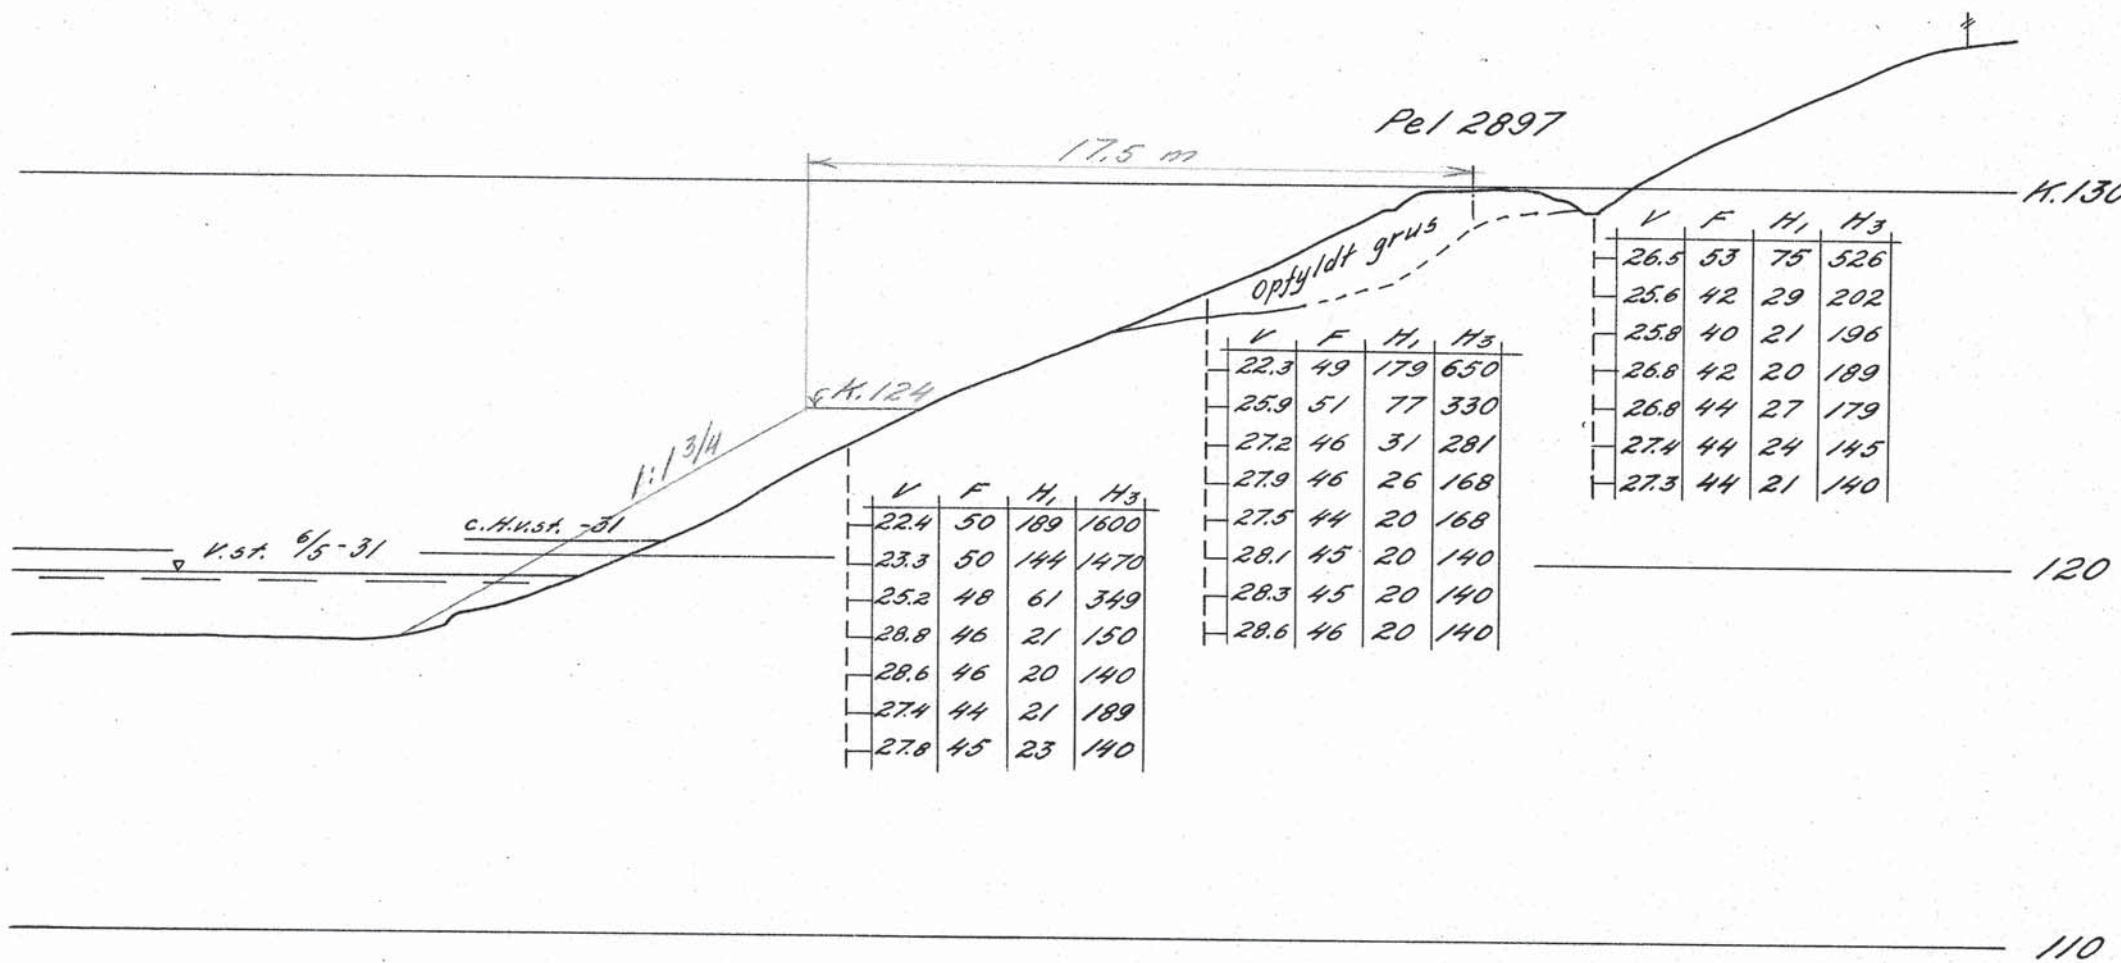 Pel 2897
17.5 m
K.130
Opfyldt grus
V F H₁ H₃
26.5 53 75 526
25.6 42 29 202
25.8 40 21 196
26.8 42 20 189
26.8 44 27 179
27.4 44 24 145
27.3 44 21 140
V F H₁ H₃
22.3 49 179 650
25.9 51 77 330
27.2 46 31 281
27.9 46 26 168
27.5 44 20 168
28.1 45 20 140
28.3 45 20 140
28.6 46 20 140
K.124
1:1 3/4
V F H₁ H₃
22.4 50 189 1600
23.3 50 144 1470
25.2 48 61 349
28.8 46 21 150
28.6 46 20 140
27.4 44 21 189
27.8 45 23 140
c.H.v.st. -31
V.st. 6/5-31
120
110